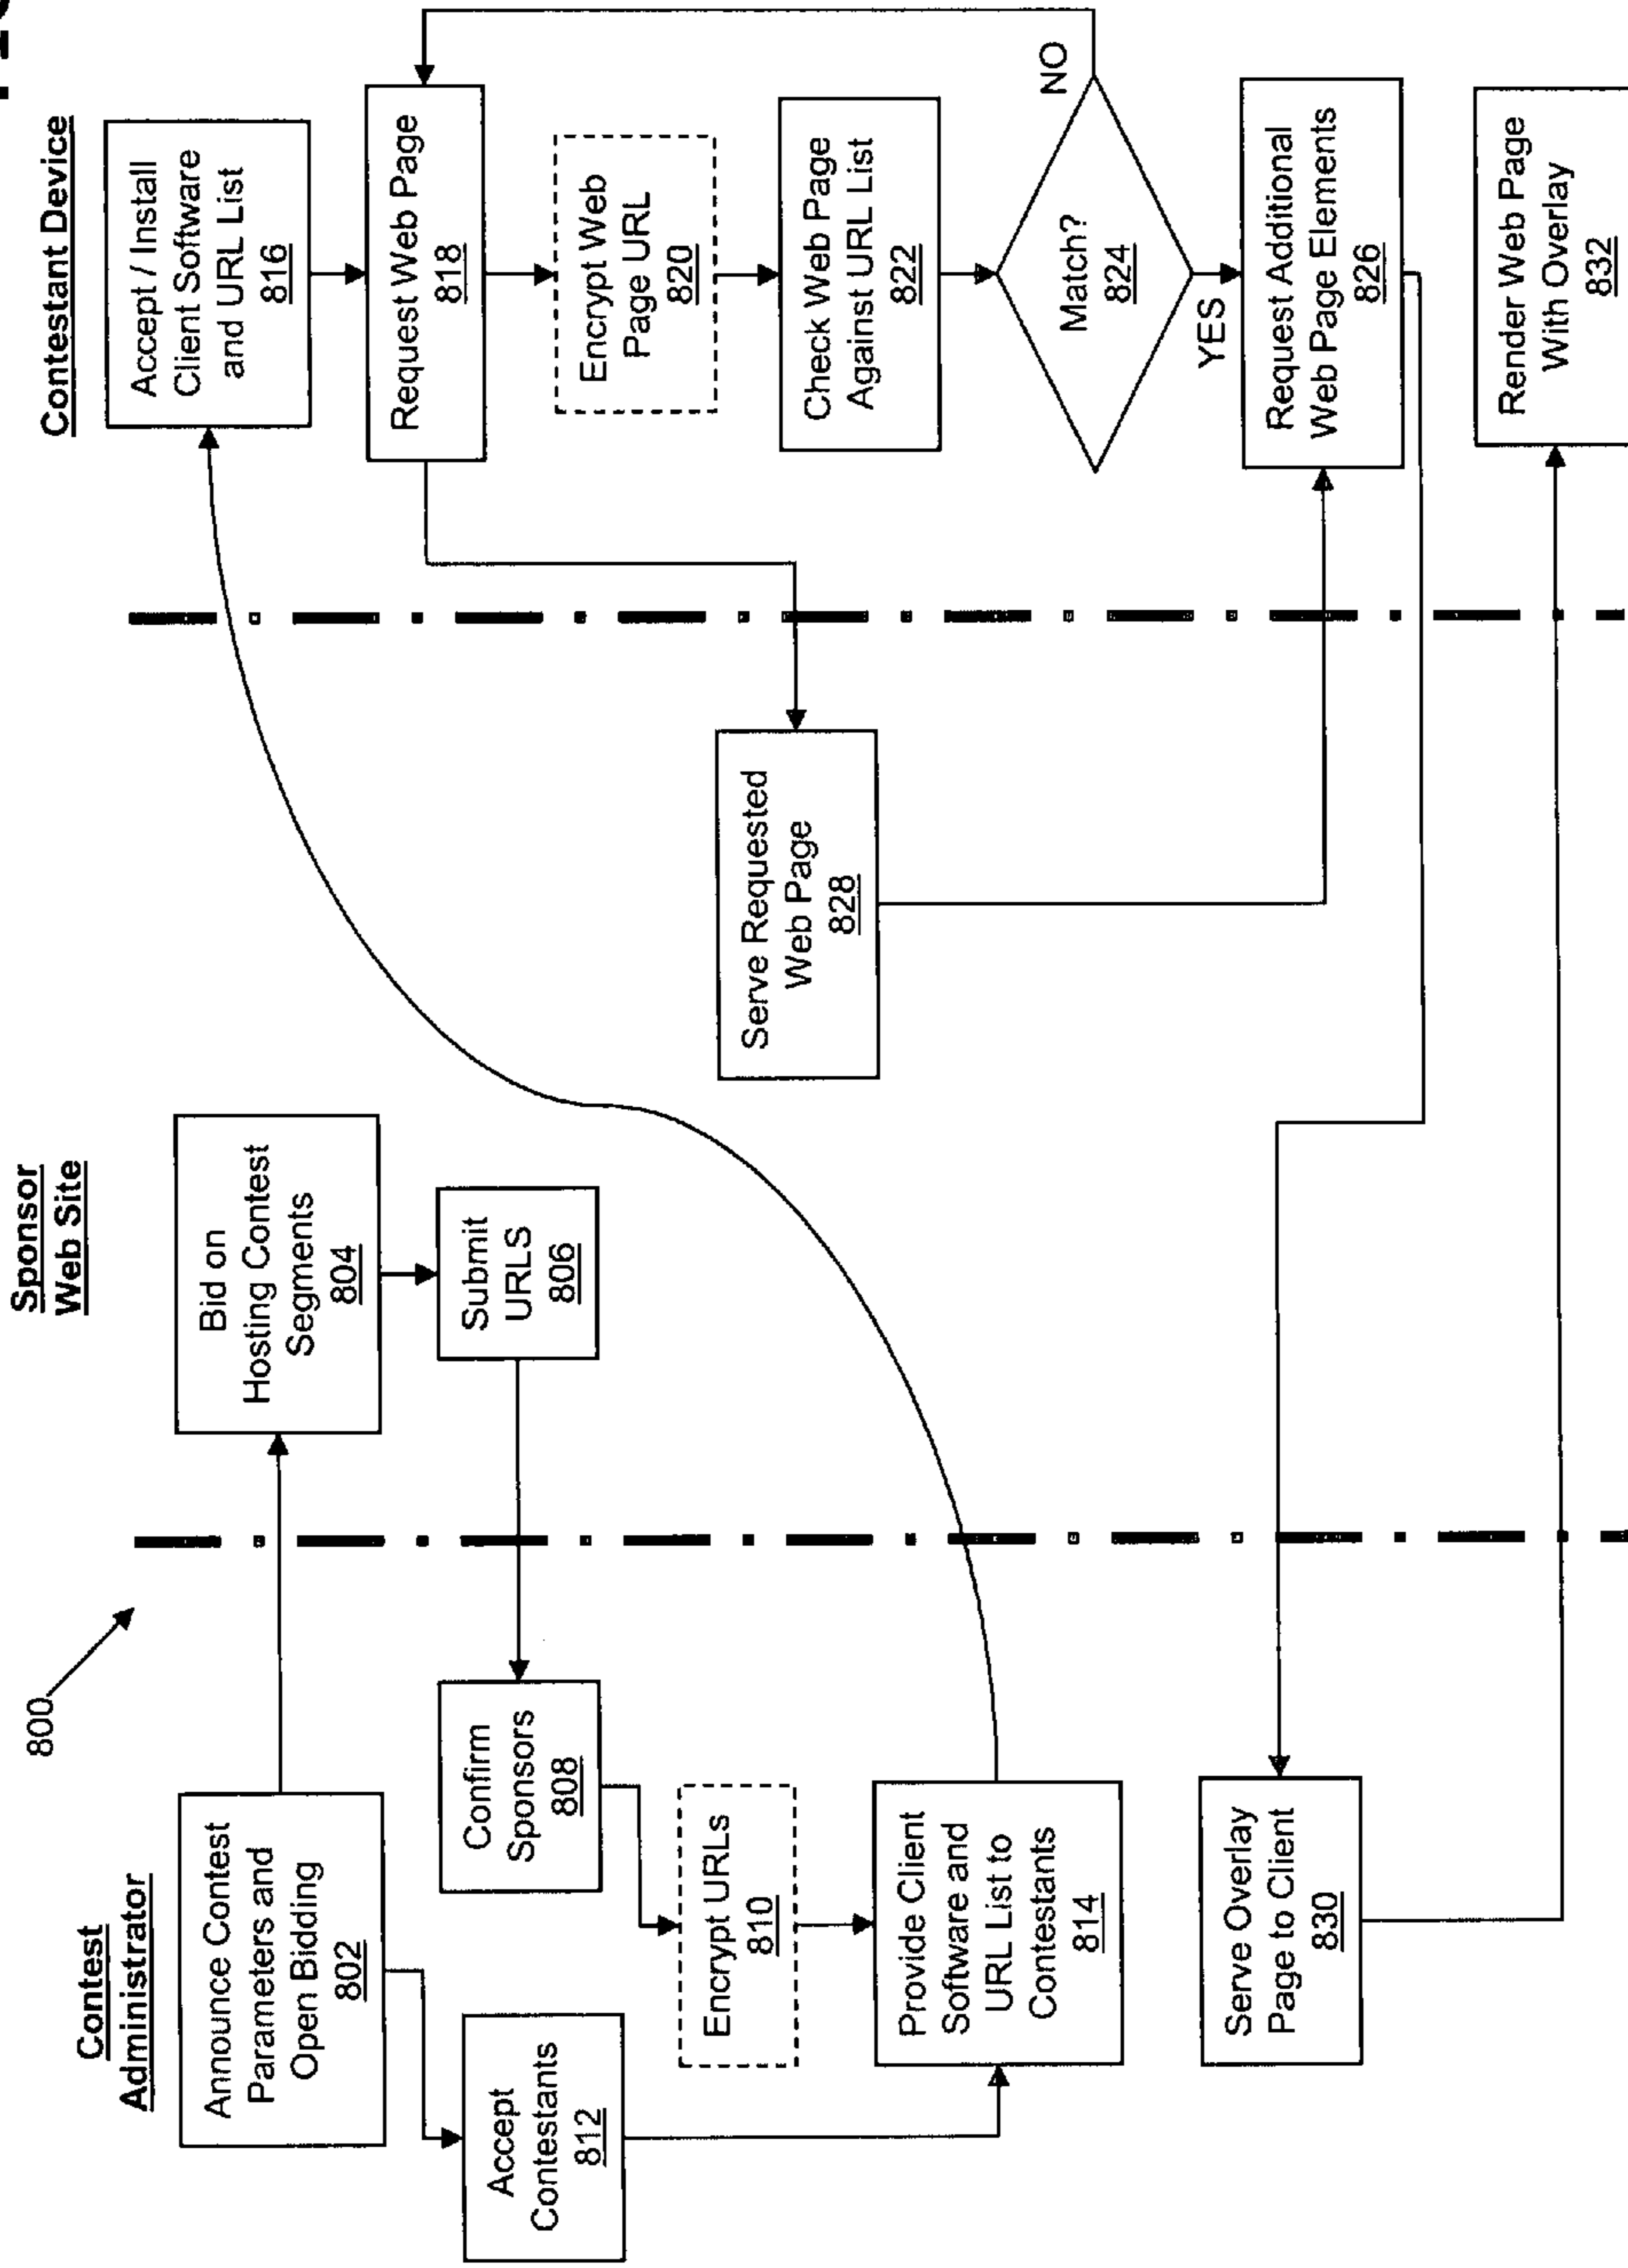 800
Contest
Administrator
Announce Contest
Parameters and
Open Bidding
802
Accept
Contestants
812
Confirm
Sponsors
808
Encrypt URLs
810
Provide Client
Software and
URL List to
Contestants
814
Serve Overlay
Page to Client
830
Sponsor
Web Site
Bid on
Hosting Contest
Segments
804
Submit
URLS
806
Serve Requested
Web Page
828
Contestant Device
Accept / Install
Client Software
and URL List
816
Request Web Page
818
Encrypt Web
Page URL
820
Check Web Page
Against URL List
822
Match?
824
NO
YES
Request Additional
Web Page Elements
826
Render Web Page
With Overlay
832